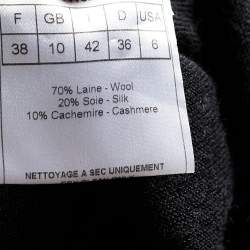 F GB I D USA
38 10 42 36 6
70% Laine - Wool
20% Soie - Silk
10% Cachemire - Cashmere
NETTOYAGE A SEC UNIQUEMENT